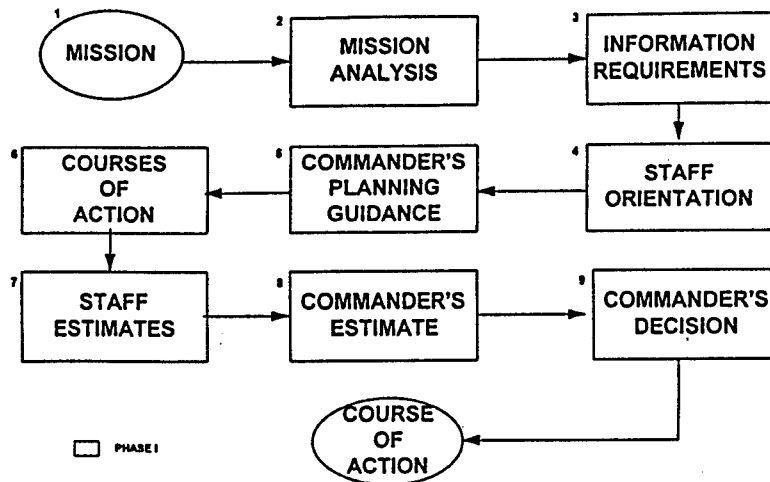 1
MISSION
2
MISSION
ANALYSIS
3
INFORMATION
REQUIREMENTS
4
STAFF
ORIENTATION
5
COMMANDER'S
PLANNING
GUIDANCE
6
COURSES
OF
ACTION
7
STAFF
ESTIMATES
8
COMMANDER'S
ESTIMATE
9
COMMANDER'S
DECISION
COURSE
OF
ACTION
PHASE I